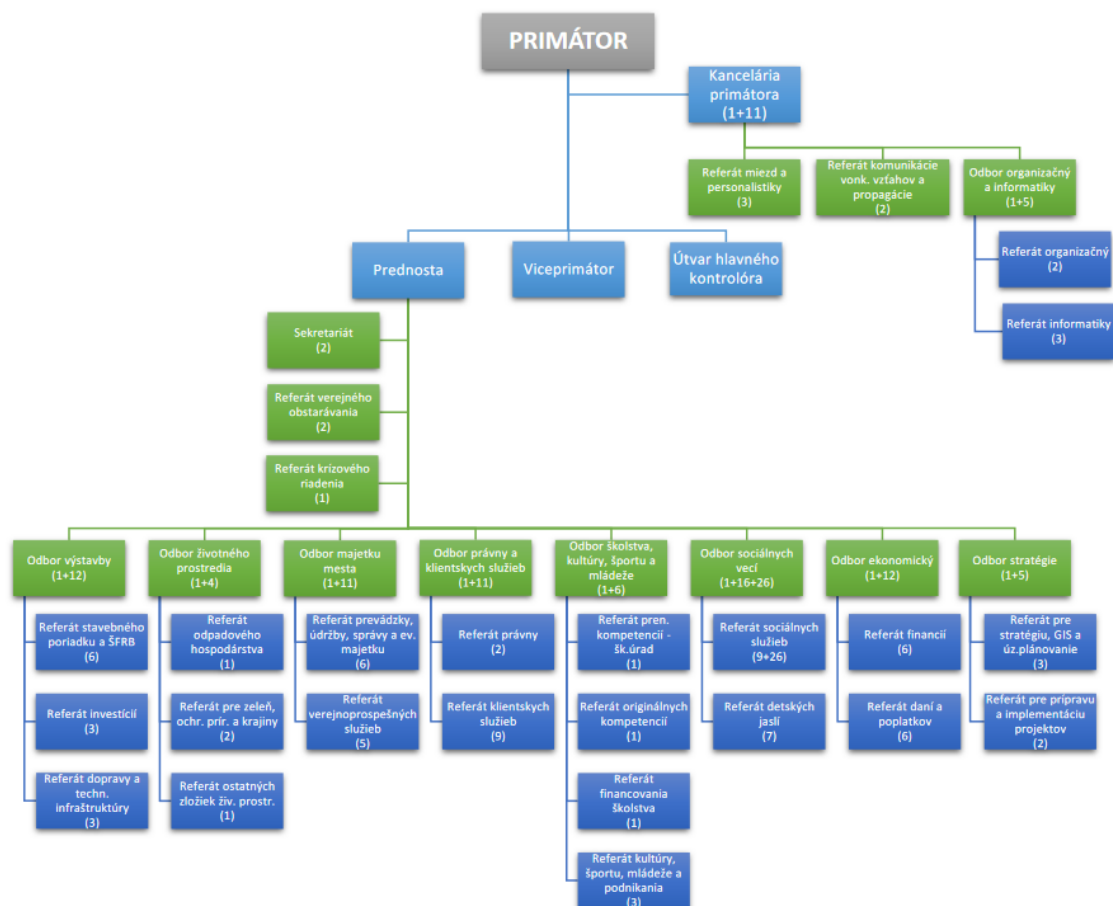 PRIMÁTOR
Kancelária
primátora
(1+11)
Referát miezd a
personalistiky
(3)
Referát komunikácie
vonk. vzťahov a
propagácie
(2)
Odbor organizačný
a informatiky
(1+5)
Referát organizačný
(2)
Referát informatiky
(3)
Prednosta
Viceprimátor
Útvar hlavného
kontrolóra
Sekretariát
(2)
Referát verejného
obstarávania
(2)
Referát krízového
riadenia
(1)
Odbor výstavby
(1+12)
Referát stavebného
poriadku a ŠFRB
(6)
Referát investícií
(3)
Referát dopravy a
techn.
infraštruktúry
(3)
Odbor životného
prostredia
(1+4)
Referát
odpadového
hospodárstva
(1)
Referát pre zeleň,
ochr. prír. a krajiny
(2)
Referát ostatných
zložiek živ. prostr.
(1)
Odbor majetku
mesta
(1+11)
Referát prevádzky,
údržby, správy a ev.
majetku
(6)
Referát
verejnoprospešných
služieb
(5)
Odbor právny a
klientskych služieb
(1+11)
Referát právny
(2)
Referát klientskych
služieb
(9)
Odbor školstva,
kultúry, športu a
mládeže
(1+6)
Referát pren.
kompetencií -
šk.úrad
(1)
Referát originálnych
kompetencií
(1)
Referát
financovania
školstva
(1)
Referát kultúry,
športu, mládeže a
podnikania
(3)
Odbor sociálnych
vecí
(1+16+26)
Referát sociálnych
služieb
(9+26)
Referát detských
jaslí
(7)
Odbor ekonomický
(1+12)
Referát financií
(6)
Referát daní a
poplatkov
(6)
Odbor stratégie
(1+5)
Referát pre
stratégiu, GIS a
úz.plánovanie
(3)
Referát pre prípravu
a implementáciu
projektov
(2)